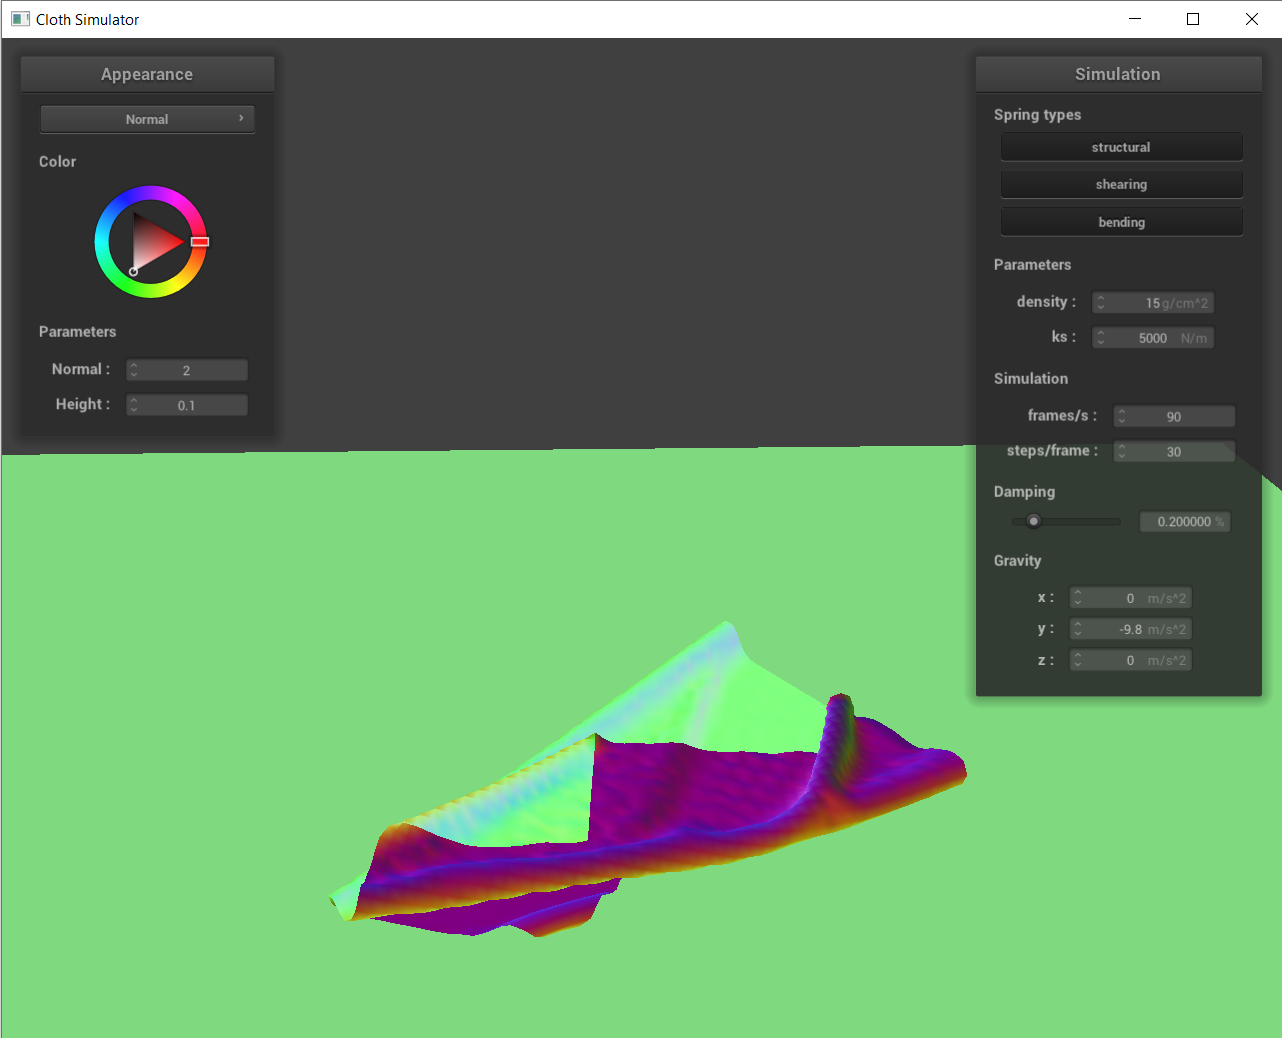 Cloth Simulator
Appearance
Normal
Color
Parameters
Normal :
2
Height :
0.1
Simulation
Spring types
structural
shearing
bending
Parameters
density :
15 g/cm^2
ks :
5000 N/m
Simulation
frames/s :
90
steps/frame :
30
Damping
0.200000 %
Gravity
x :
0 m/s^2
y :
-9.8 m/s^2
z :
0 m/s^2